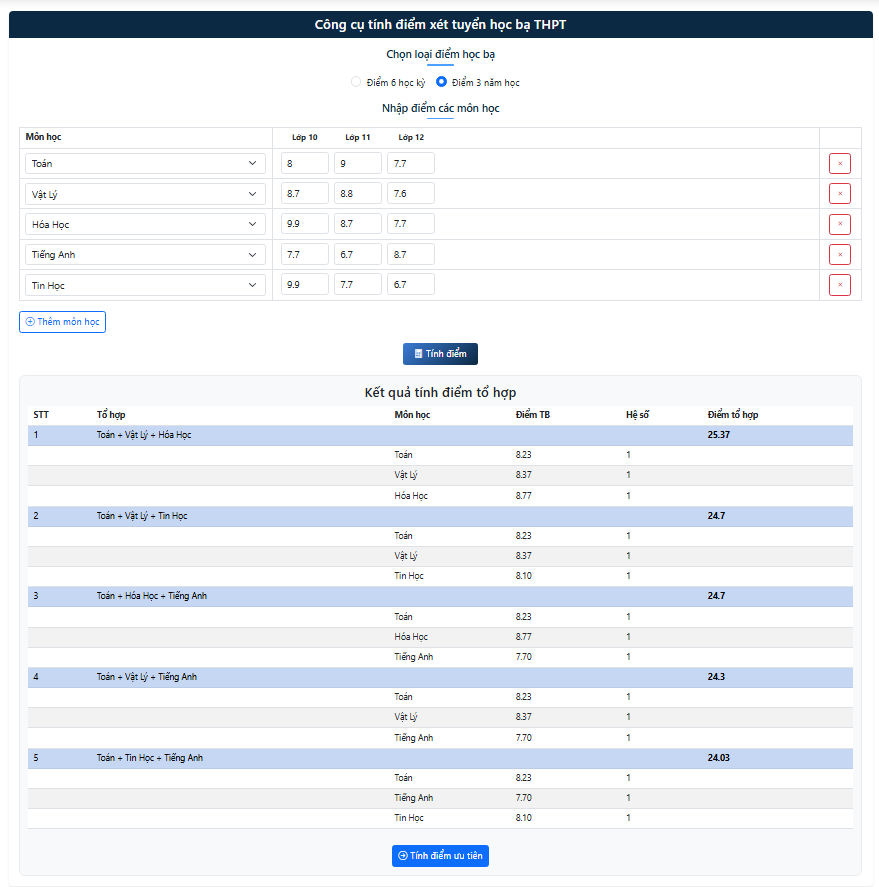 Công cụ tính điểm xét tuyển học bạ THPT
Chọn loại điểm học bạ
Điểm 6 học kỳ Điểm 3 năm học
Nhập điểm các môn học
Môn học Lớp 10 Lớp 11 Lớp 12
Toán 8 9 7.7 ×
Vật Lý 8.7 8.8 7.6 ×
Hóa Học 9.9 8.7 7.7 ×
Tiếng Anh 7.7 6.7 8.7 ×
Tin Học 9.9 7.7 6.7 ×
Thêm môn học
Tính điểm
Kết quả tính điểm tổ hợp
STT Tổ hợp Môn học Điểm TB Hệ số Điểm tổ hợp
1 Toán + Vật Lý + Hóa Học 25.37
Toán 8.23 1
Vật Lý 8.37 1
Hóa Học 8.77 1
2 Toán + Vật Lý + Tin Học 24.7
Toán 8.23 1
Vật Lý 8.37 1
Tin Học 8.10 1
3 Toán + Hóa Học + Tiếng Anh 24.7
Toán 8.23 1
Hóa Học 8.77 1
Tiếng Anh 7.70 1
4 Toán + Vật Lý + Tiếng Anh 24.3
Toán 8.23 1
Vật Lý 8.37 1
Tiếng Anh 7.70 1
5 Toán + Tin Học + Tiếng Anh 24.03
Toán 8.23 1
Tiếng Anh 7.70 1
Tin Học 8.10 1
Tính điểm ưu tiên